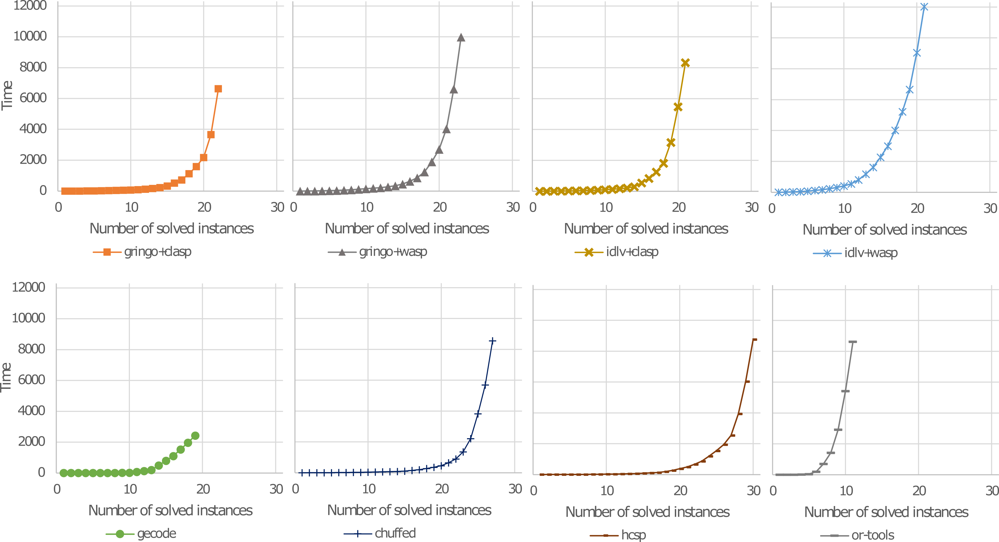 12000
10000
8000
6000
4000
2000
0
Time
0 10 20 30
0 10 20 30
0 10 20 30
0 10 20 30
Number of solved instances
Number of solved instances
Number of solved instances
Number of solved instances
gringo+clasp
gringo+wasp
idlv+clasp
idlv+wasp
12000
10000
8000
6000
4000
2000
0
Time
0 10 20 30
0 10 20 30
0 10 20 30
0 10 20 30
Number of solved instances
Number of solved instances
Number of solved instances
Number of solved instances
gecode
chuffed
hcsp
or-tools